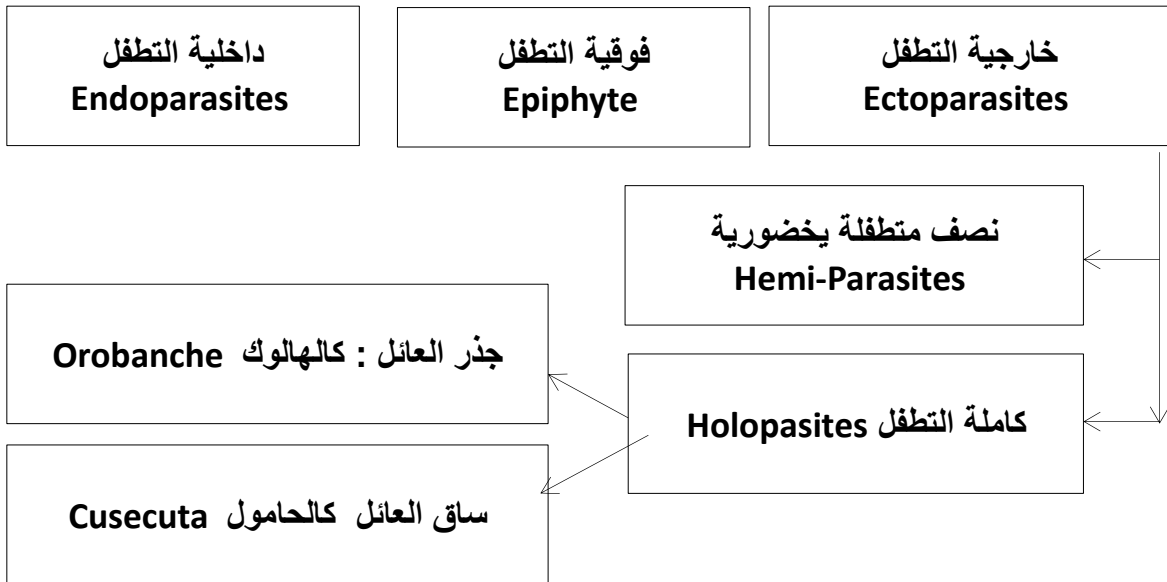 خارجية التطفل
Ectoparasites
فوقية التطفل
Epiphyte
داخلية التطفل
Endoparasites
نصف متطفلة يخضورية
Hemi-Parasites
كاملة التطفل Holopasites
جذر العائل : كالهالوك Orobanche
ساق العائل كالحامول Cusecuta